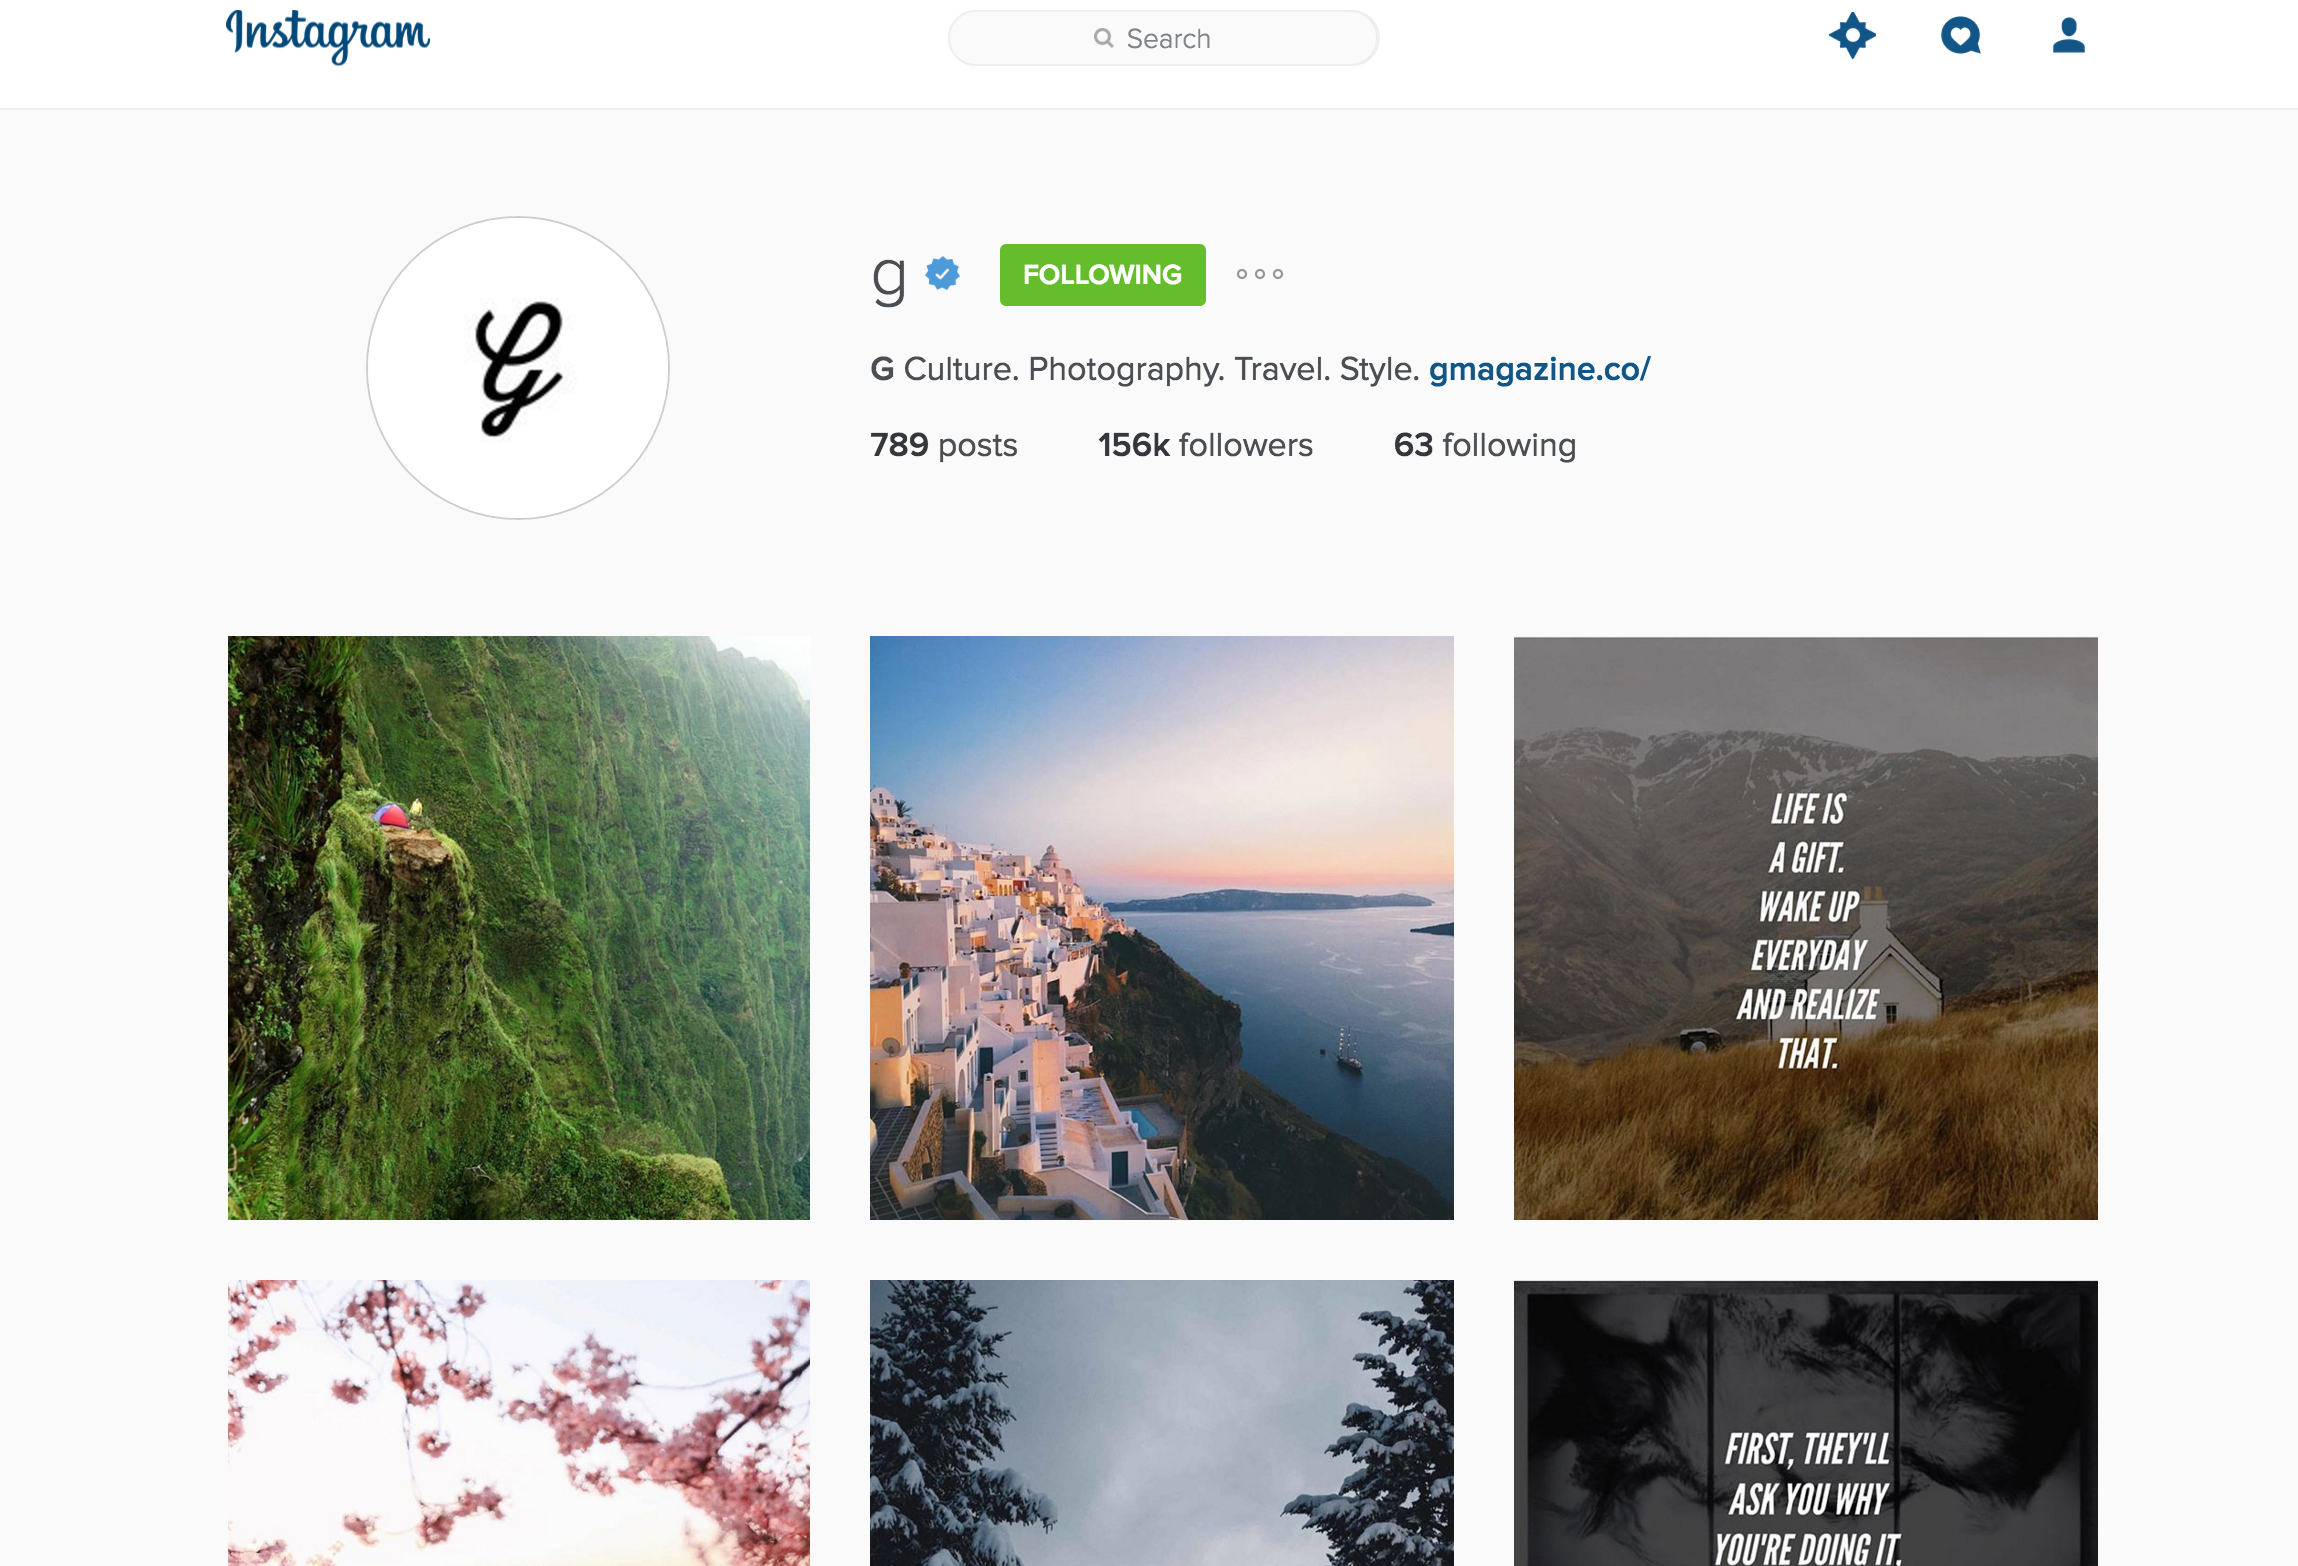 Instagram
Search
g
FOLLOWING
G Culture. Photography. Travel. Style. gmagazine.co/
789 posts 156k followers 63 following
G
LIFE IS
A GIFT.
WAKE UP
EVERYDAY
AND REALIZE
THAT.
FIRST, THEY'LL
ASK YOU WHY
YOU'RE DOING IT,